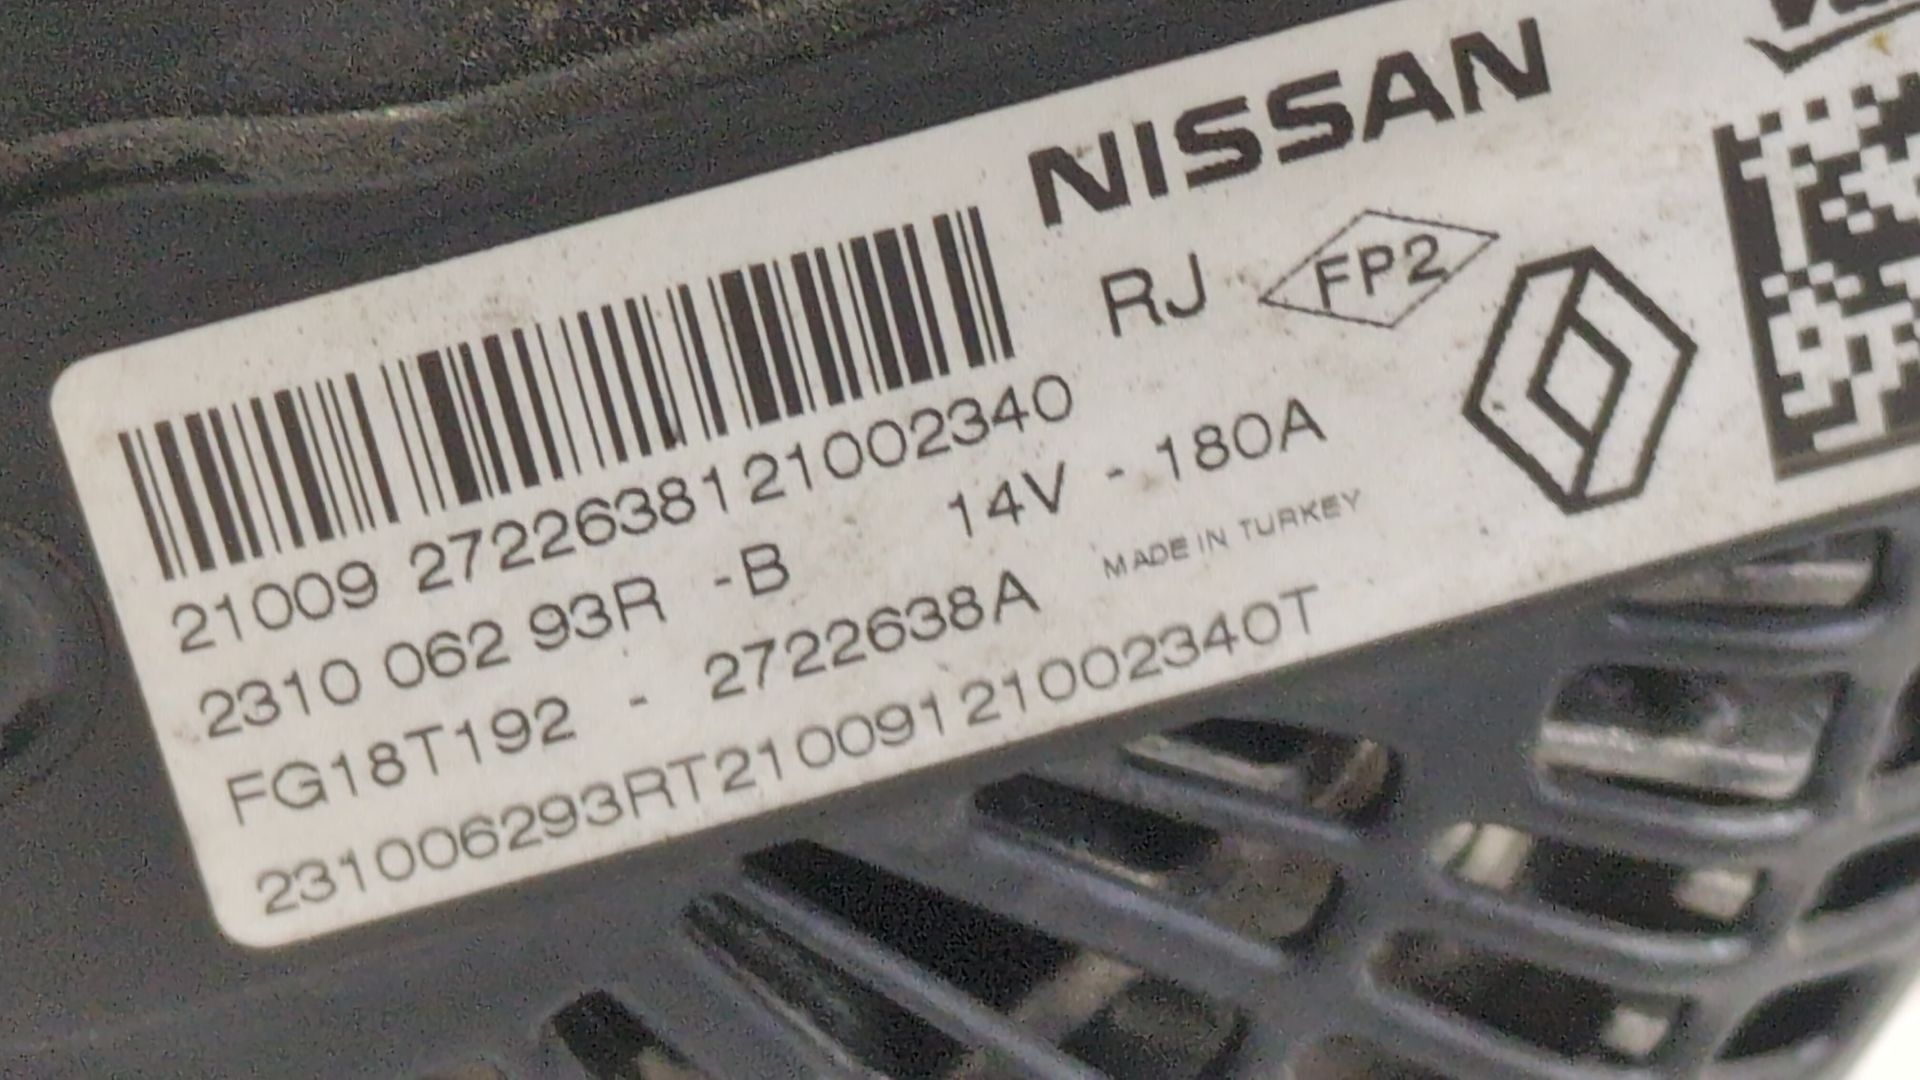 NISSAN
RJ FP2
21009 2722638121002340
2310 062 93R -B 14V - 180A
MADE IN TURKEY
FG18T192 - 2722638A
231006293RT21009121002340T